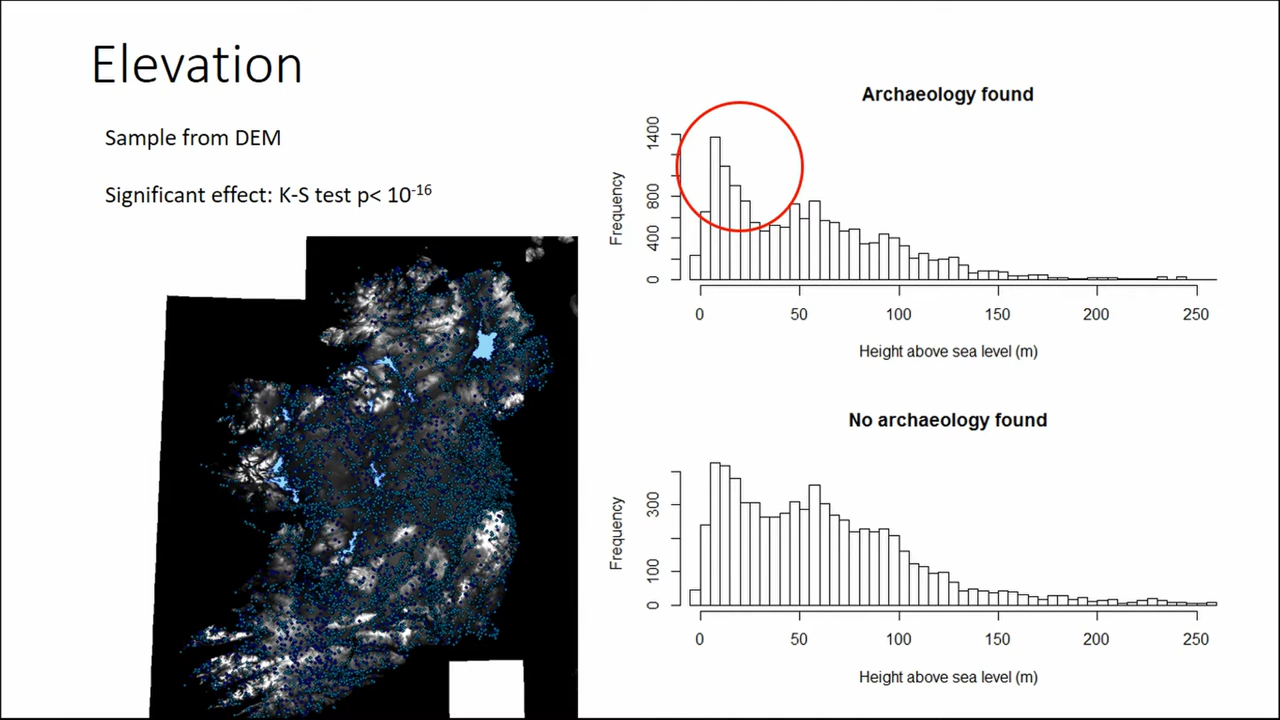 Elevation
Sample from DEM
Significant effect: K-S test p< 10-16
Archaeology found
Frequency
1400
800
400
0
0 50 100 150 200 250
Height above sea level (m)
No archaeology found
Frequency
300
100
0
0 50 100 150 200 250
Height above sea level (m)